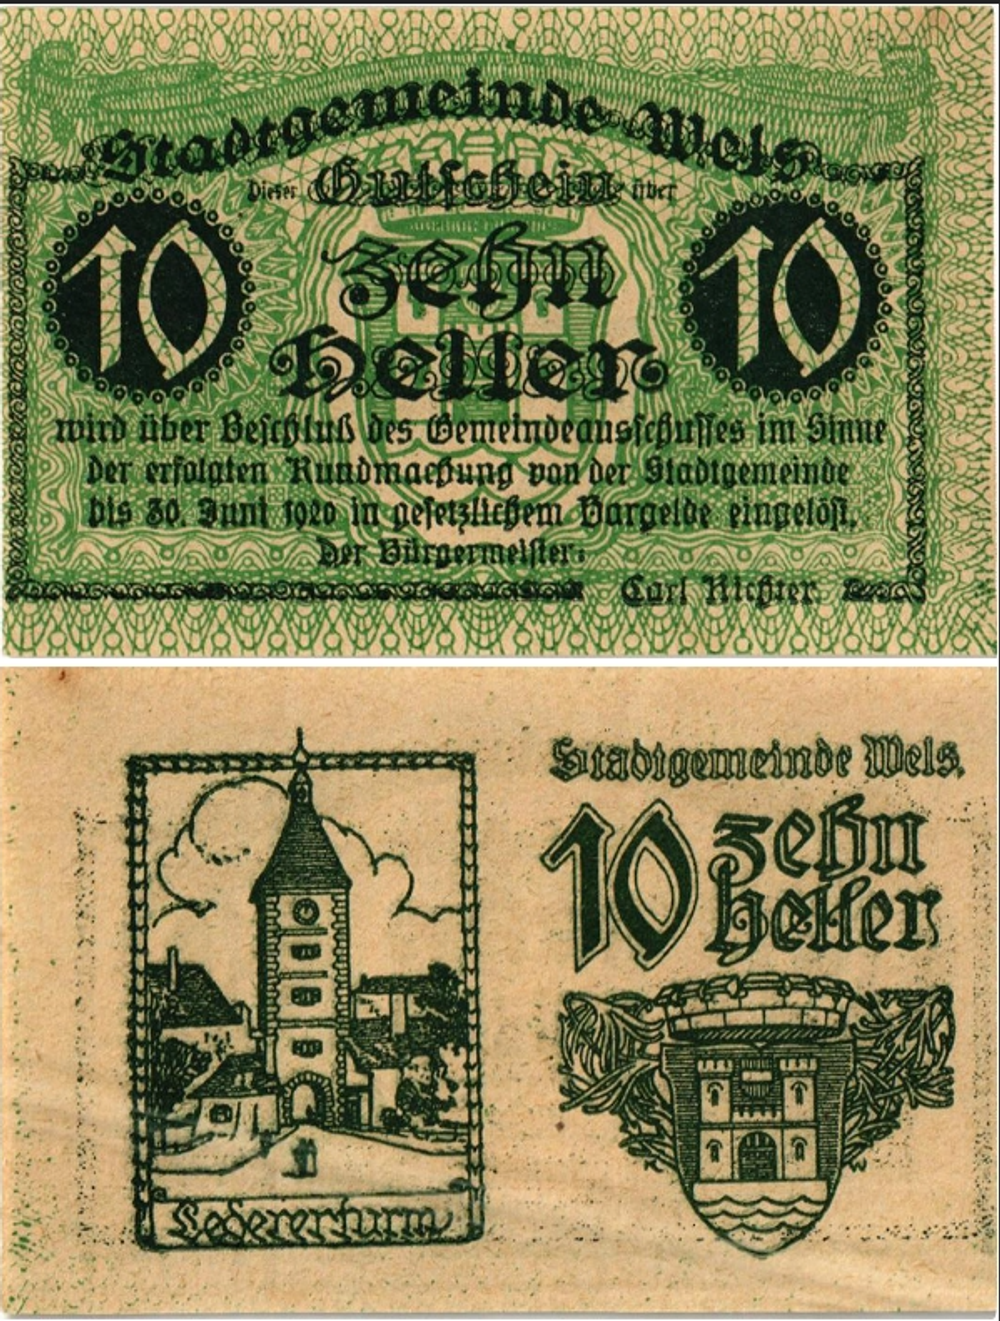 Stadtgemeinde Wels
Dieser Gutschein über
10 zehn 10
Heller
wird über Beschluß des Gemeindeausschusses im Sinne
der erfolgten Kundmachung von der Stadtgemeinde
bis 30. Juni 1920 in gesetzlichem Bargelde eingelöst.
Der Bürgermeister:
Carl Richter
Stadtgemeinde Wels.
10 zehn
Heller
Ledererturm